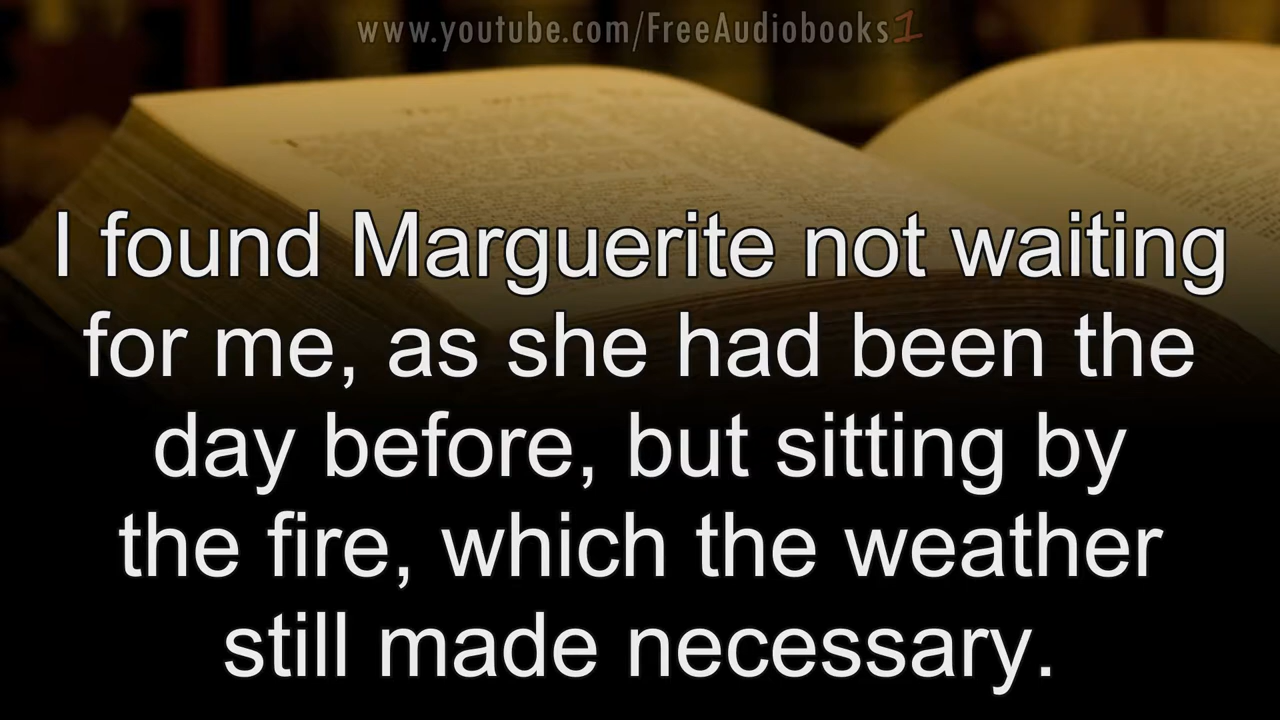 www.youtube.com/FreeAudiobooks1
I found Marguerite not waiting
for me, as she had been the
day before, but sitting by
the fire, which the weather
still made necessary.